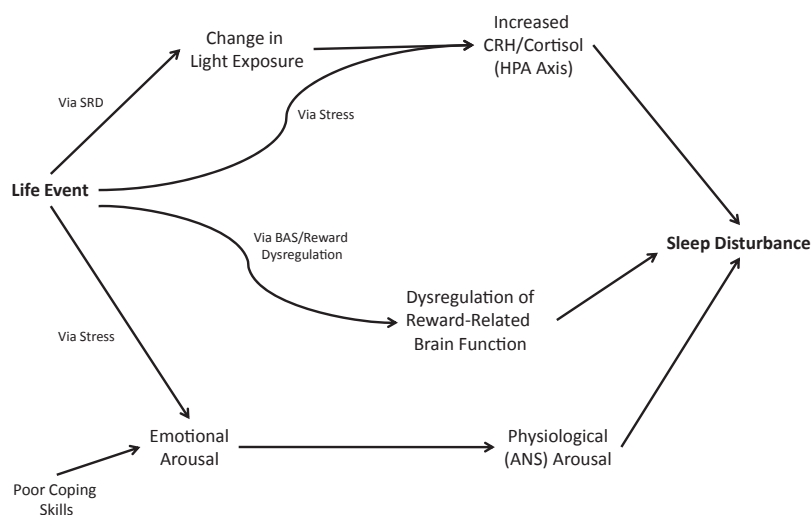 Change in
Light Exposure
Increased
CRH/Cortisol
(HPA Axis)
Via SRD
Via Stress
Life Event
Via BAS/Reward
Dysregulation
Sleep Disturbance
Dysregulation of
Reward-Related
Brain Function
Via Stress
Emotional
Arousal
Physiological
(ANS) Arousal
Poor Coping
Skills